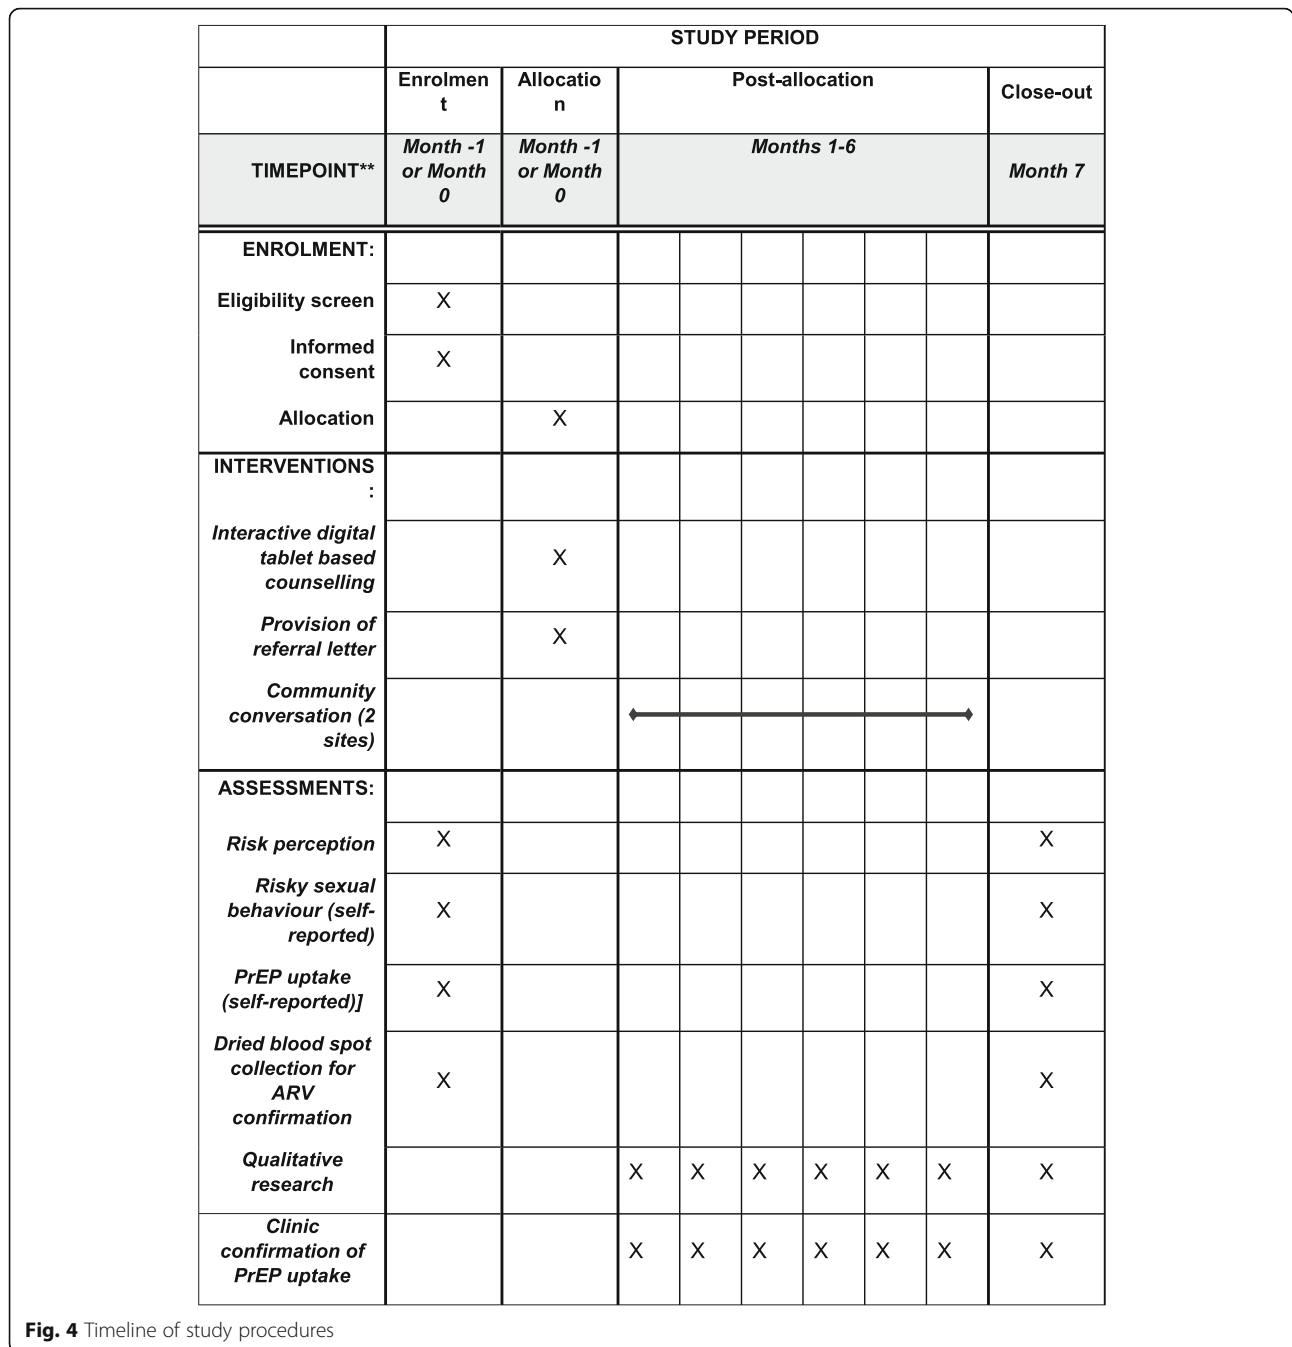 STUDY PERIOD
Enrolmen
t
Allocatio
n
Post-allocation
Close-out
TIMEPOINT**
Month -1
or Month
0
Month -1
or Month
0
Months 1-6
Month 7
ENROLMENT:
Eligibility screen
X
Informed
consent
X
Allocation
X
INTERVENTIONS
:
Interactive digital
tablet based
counselling
X
Provision of
referral letter
X
Community
conversation (2
sites)
ASSESSMENTS:
Risk perception
X X
Risky sexual
behaviour (self-
reported)
X X
PrEP uptake
(self-reported)]
X X
Dried blood spot
collection for
ARV
confirmation
X X
Qualitative
research
X X X X X X X
Clinic
confirmation of
PrEP uptake
X X X X X X X
Fig. 4 Timeline of study procedures